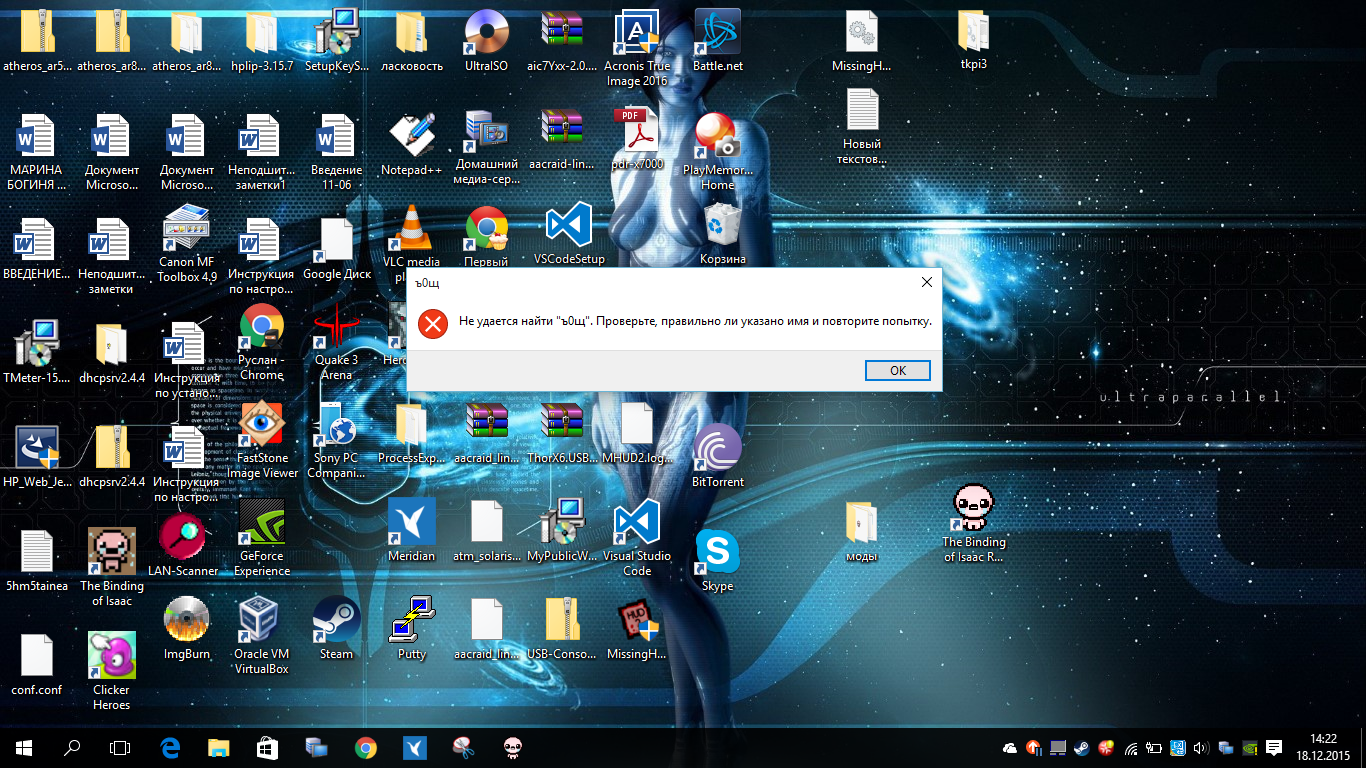 atheros_ar5...
atheros_ar8...
atheros_ar8...
hplip-3.15.7
SetupKeyS...
ласковость
UltraISO
aic7Yxx-2.0....
Acronis True
Image 2016
Battle.net
MissingH...
tkpi3
МАРИНА
БОГИНЯ ...
Документ
Microso...
Документ
Microso...
Неподшит...
заметки1
Введение
11-06
Notepad++
Домашний
медиа-сер...
aacraid-lin...
PDF
pdr-x7000
PlayMemor...
Home
Новый
текстов...
ВВЕДЕНИЕ...
Неподшит...
заметки
Canon MF
Toolbox 4.9
Инструкция
по настро...
Google Диск
VLC media
pl
Первый
VSCodeSetup
Корзина
ъ0щ
Не удается найти "ъ0щ". Проверьте, правильно ли указано имя и повторите попытку.
OK
TMeter-15....
dhcpsrv2.4.4
Инструкция
по устано...
Руслан -
Chrome
Quake 3
Arena
Hero
ultraparallel.
HP_Web_Je...
dhcpsrv2.4.4
Инструкция
по настро...
FastStone
Image Viewer
Sony PC
Compani...
ProcessExp...
aacraid_lin...
ThorX6.USB...
MHUD2.log...
BitTorrent
5hm5tainea
The Binding
of Isaac
LAN-Scanner
GeForce
Experience
Meridian
atm_solaris...
MyPublicW...
Visual Studio
Code
Skype
моды
The Binding
of Isaac R...
conf.conf
Clicker
Heroes
ImgBurn
Oracle VM
VirtualBox
Steam
Putty
aacraid_lin...
USB-Conso...
MissingH...
14:22
18.12.2015